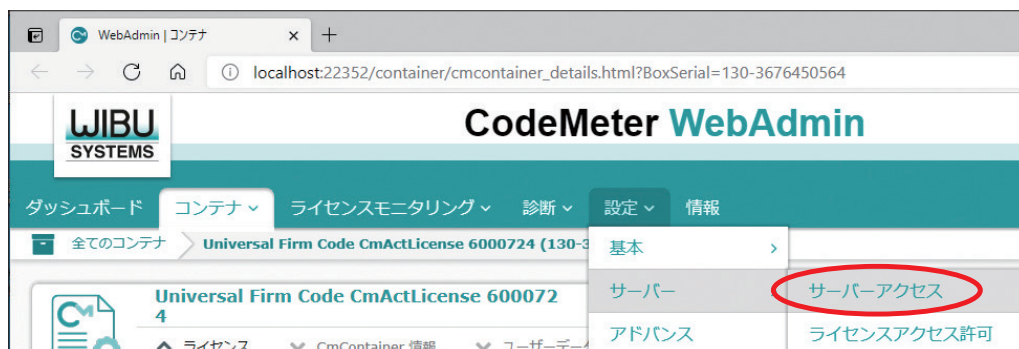 WebAdmin | コンテナ
localhost:22352/container/cmcontainer_details.html?BoxSerial=130-3676450564
WIBU
SYSTEMS
CodeMeter WebAdmin
ダッシュボード コンテナ ライセンスモニタリング 診断 設定 情報
全てのコンテナ Universal Firm Code CmActLicense 6000724 (130-3
基本
サーバー サーバーアクセス
アドバンス ライセンスアクセス許可
Universal Firm Code CmActLicense 600072
4
ライセンス CmContainer 情報 ユーザーデータ